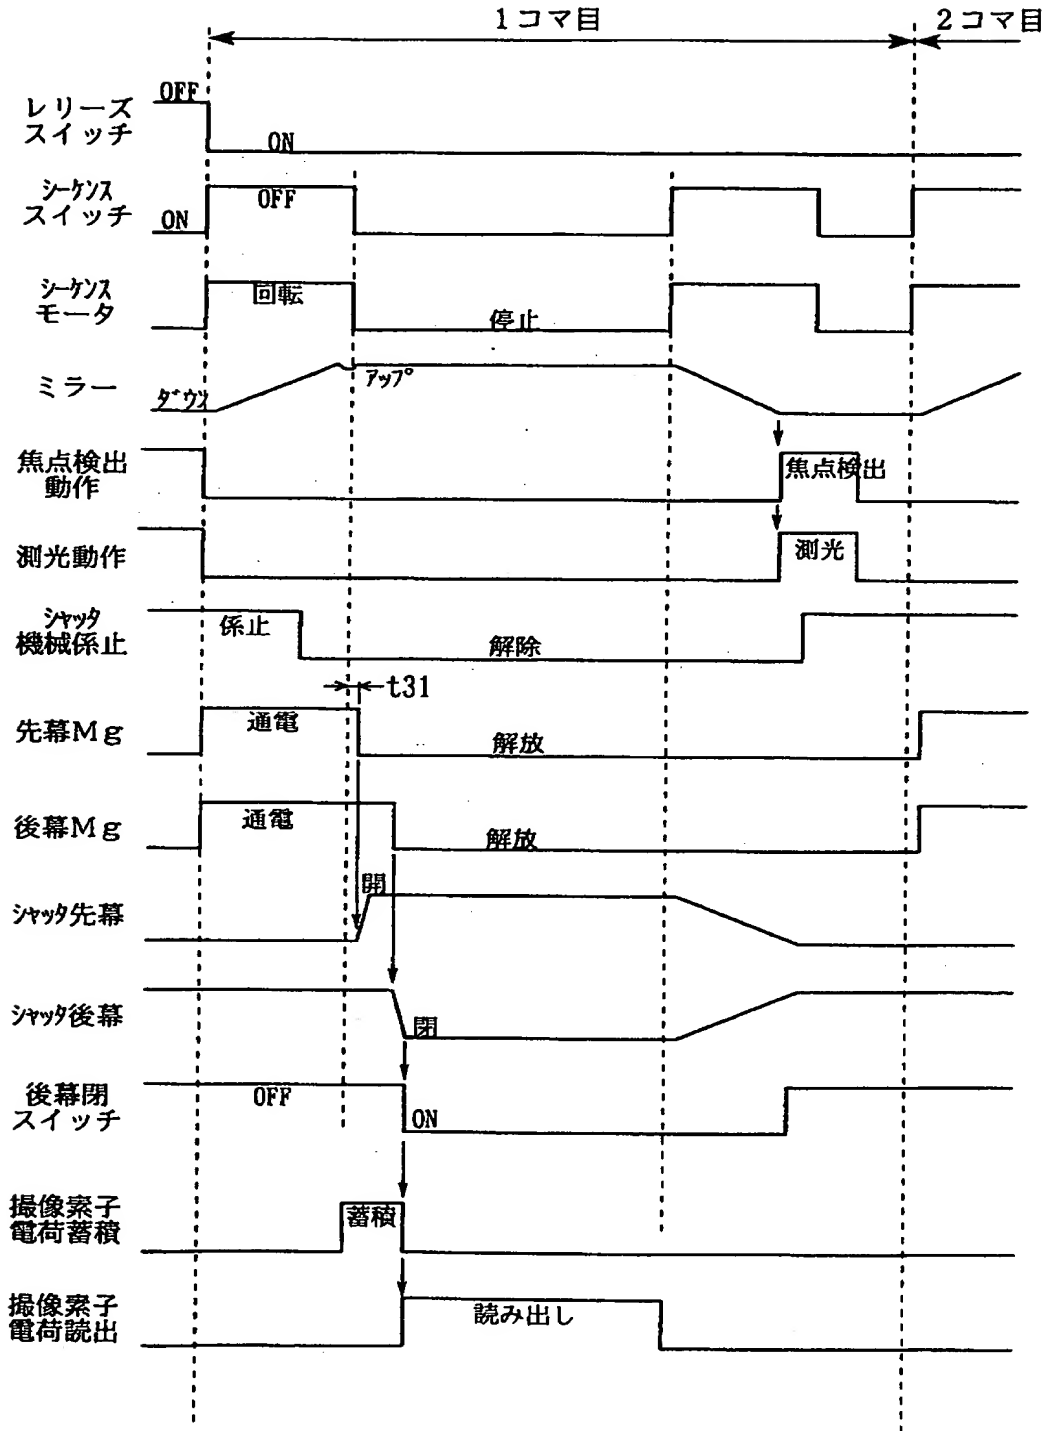 1コマ目
2コマ目
OFF
レリーズ
スイッチ
ON
シーケンス
スイッチ
OFF
ON
シーケンス
モータ
回転
停止
ミラー
ダウン
アップ
焦点検出
動作
焦点検出
測光動作
測光
シャッタ
機械係止
係止
解除
t31
先幕Mg
通電
解放
後幕Mg
通電
解放
シャッタ先幕
開
シャッタ後幕
閉
後幕閉
スイッチ
OFF
ON
撮像素子
電荷蓄積
蓄積
撮像素子
電荷読出
読み出し